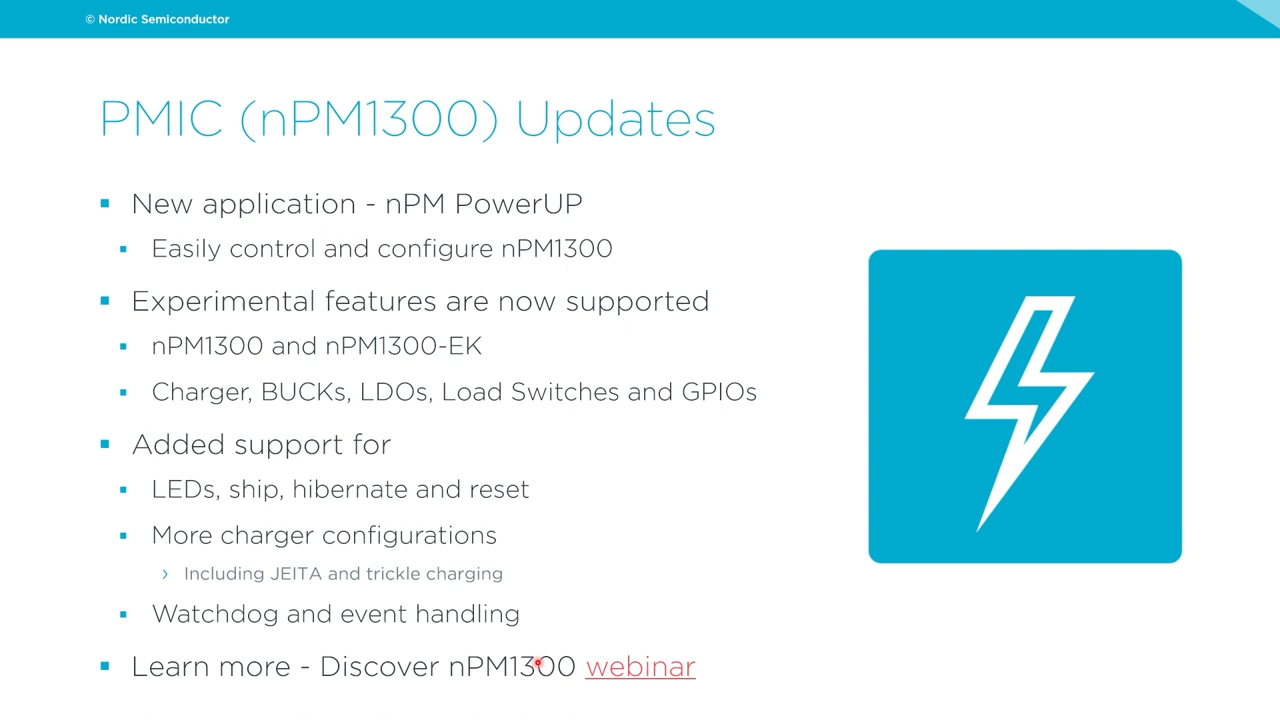 © Nordic Semiconductor
PMIC (nPM1300) Updates
New application - nPM PowerUP
Easily control and configure nPM1300
Experimental features are now supported
nPM1300 and nPM1300-EK
Charger, BUCKs, LDOs, Load Switches and GPIOs
Added support for
LEDs, ship, hibernate and reset
More charger configurations
Including JEITA and trickle charging
Watchdog and event handling
Learn more - Discover nPM1300 webinar